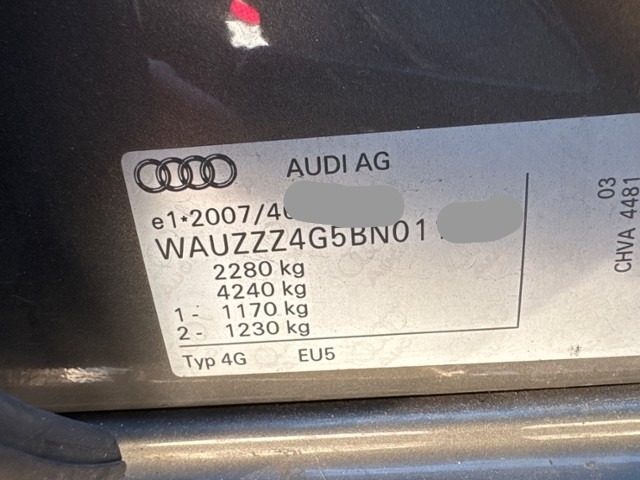 AUDI AG
e1*2007/4
WAUZZZ4G5BN01
2280 kg
4240 kg
1 - 1170 kg
2 - 1230 kg
Typ 4G EU5
03
CHVA 4481